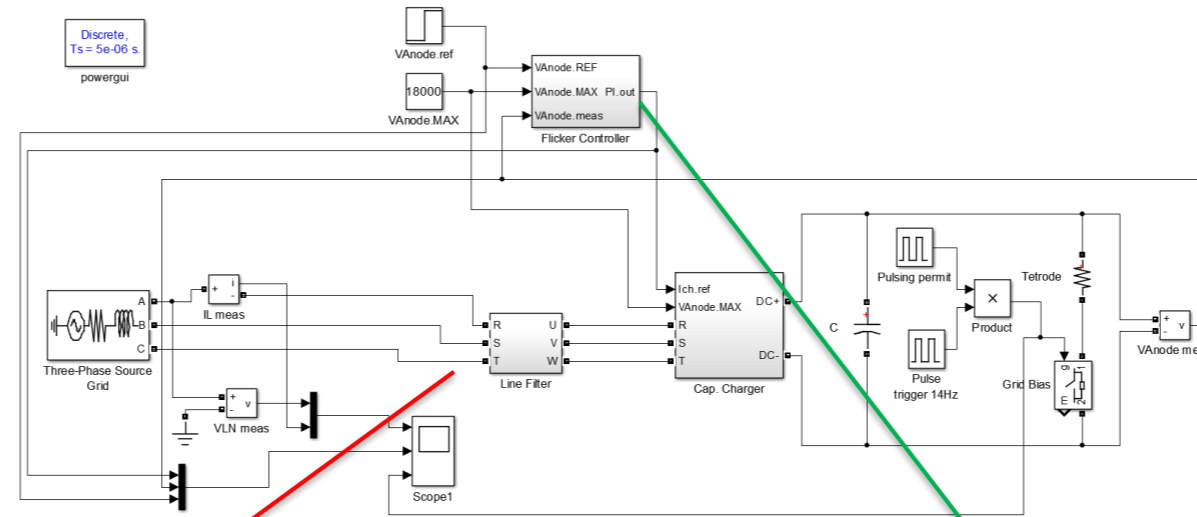 Discrete,
Ts = 5e-06 s.
powergui
VAnode.ref
18000
VAnode.MAX
VAnode.REF
VAnode.MAX PI.out
VAnode.meas
Flicker Controller
A
B
C
Three-Phase Source
Grid
+ i
-
IL meas
+ v
-
VLN meas
R U
S V
T W
Line Filter
Scope1
Ich.ref
VAnode.MAX
R
S
T
DC+
DC-
Cap. Charger
+
C
Pulsing permit
Pulse
trigger 14Hz
×
Product
Tetrode
+
Grid Bias
g 1
m 2
+ v
-
VAnode me